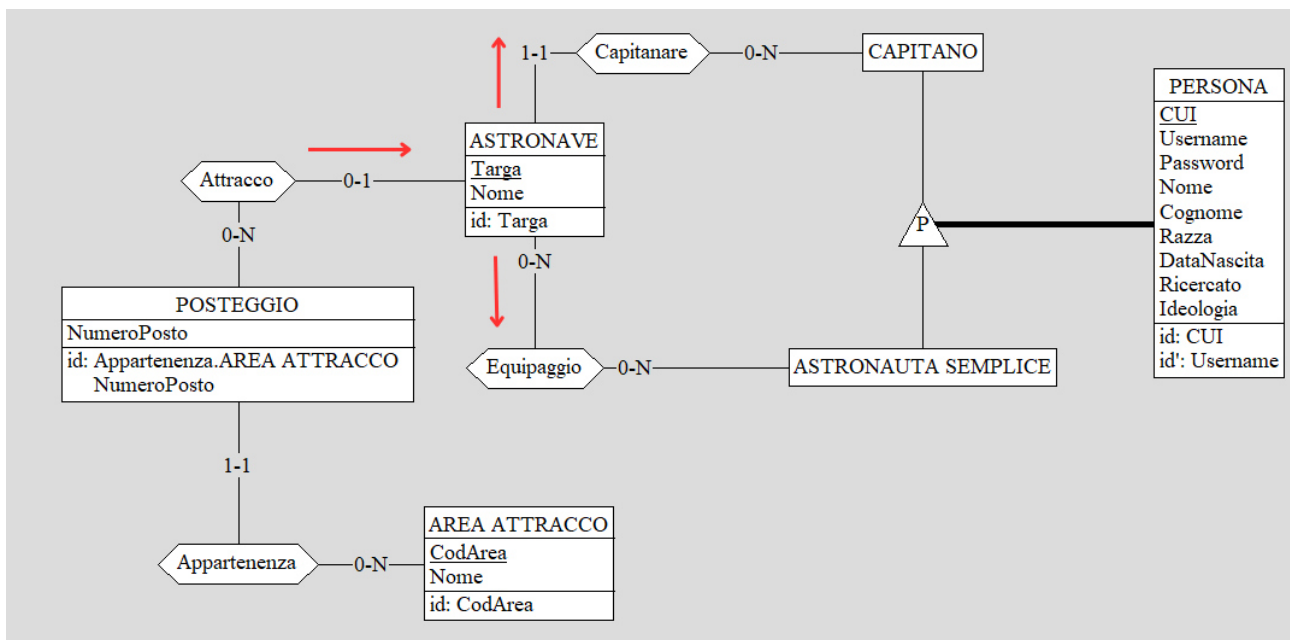 1-1
Capitanare
0-N
CAPITANO
PERSONA
CUI
Username
Password
Nome
Cognome
Razza
DataNascita
Ricercato
Ideologia
id: CUI
id': Username
ASTRONAVE
Targa
Nome
id: Targa
Attracco
0-1
P
0-N
0-N
POSTEGGIO
NumeroPosto
id: Appartenenza.AREA ATTRACCO
NumeroPosto
Equipaggio
0-N
ASTRONAUTA SEMPLICE
1-1
AREA ATTRACCO
CodArea
Nome
id: CodArea
Appartenenza
0-N